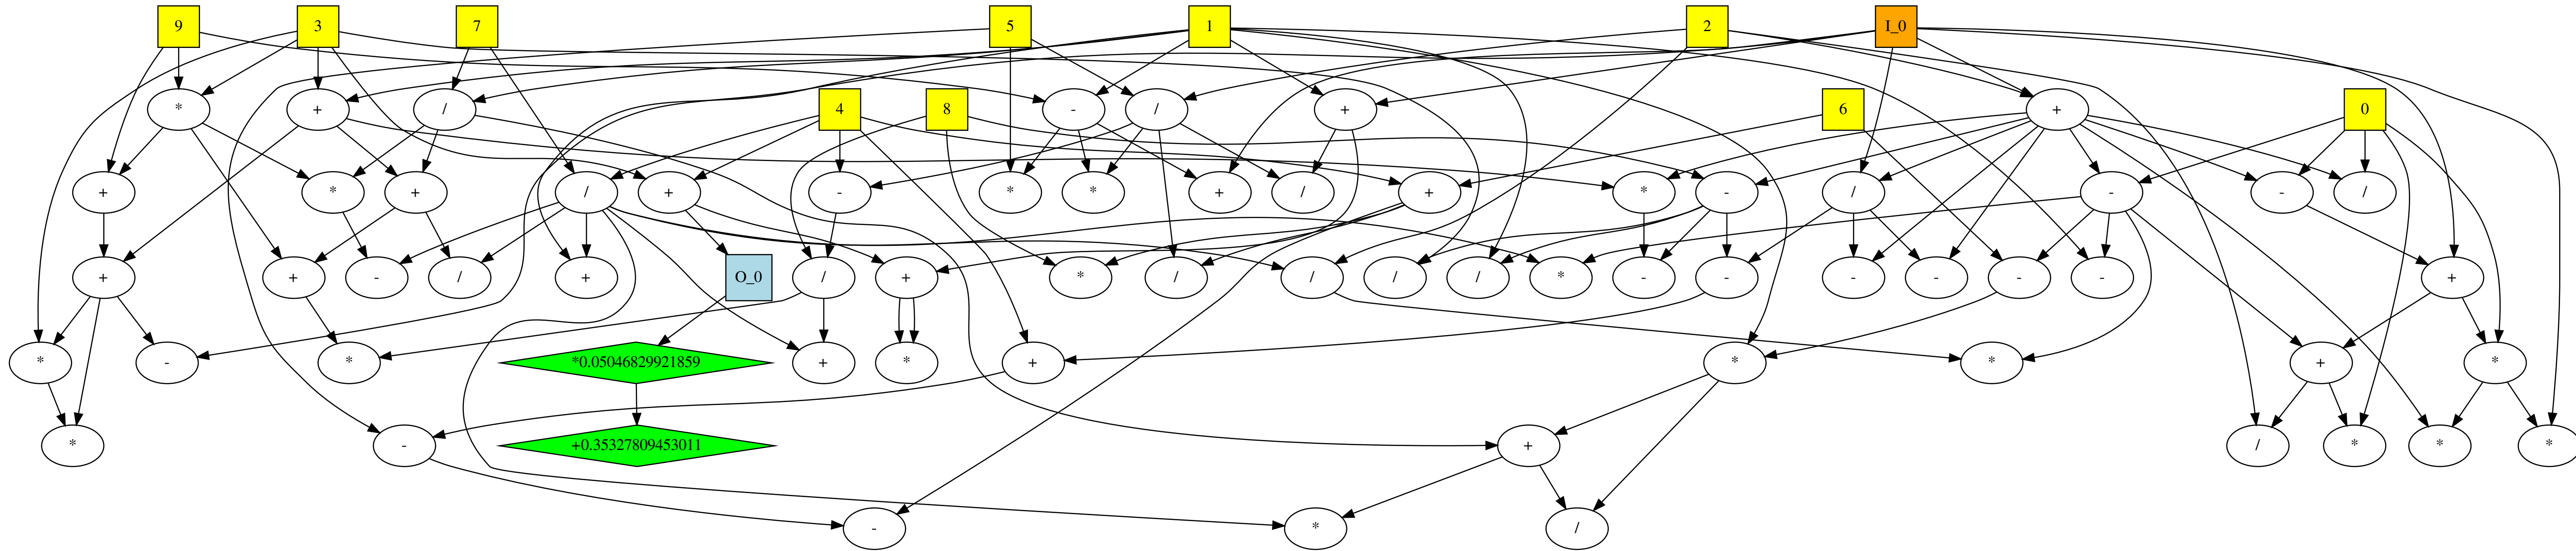 9 3 7 5 1 2 I_0
* + / 4 8 - / + 6 + 0
+ * + / + - * * + / + * - / - - /
+ + - / + O_0 / + * / / / / * - - - - - - +
* - * *0.05046829921859 + * + * * + *
* - +0.35327809453011 + / * * *
- * /